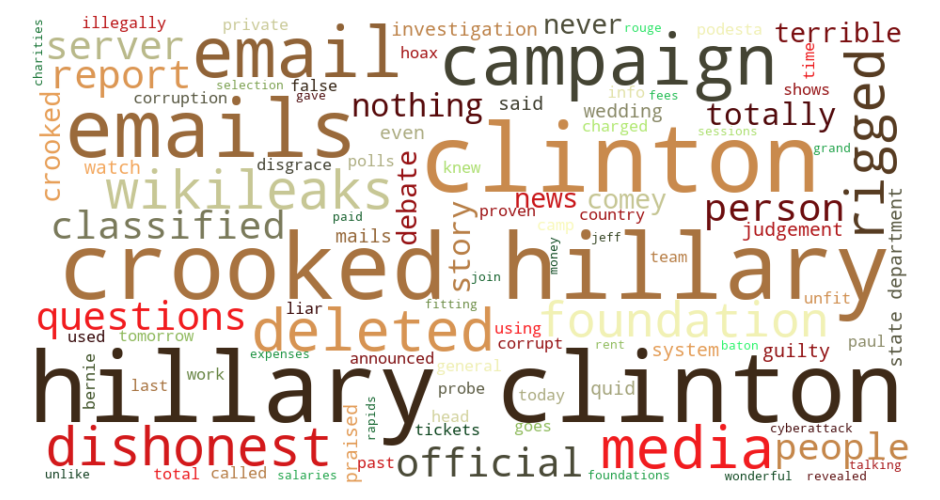 illegally
private
email
investigation
never
rouge
podesta
terrible
charities
server
report
selection
false
hoax
campaign
time
shows
corruption
gave
nothing
said
info
fees
wedding
totally
rigged
crooked
emails
even
charged
sessions
clinton
knew
grand
watch
disgrace
polls
debate
wikileaks
news
comey
person
classified
paid
mails
story
proven
country
judgement
camp
jeff
crooked hillary
money
team
join
state department
fitting
unfit
questions
liar
deleted
using
foundation
used
tomorrow
corrupt
rent
baton
system
guilty
paul
expenses
announced
general
bernie
last
work
hillary clinton
probe
today
quid
praised
rapids
head
tickets
goes
cyberattack
dishonest
past
official
media
people
talking
unlike
total
called
salaries
foundations
wonderful
revealed